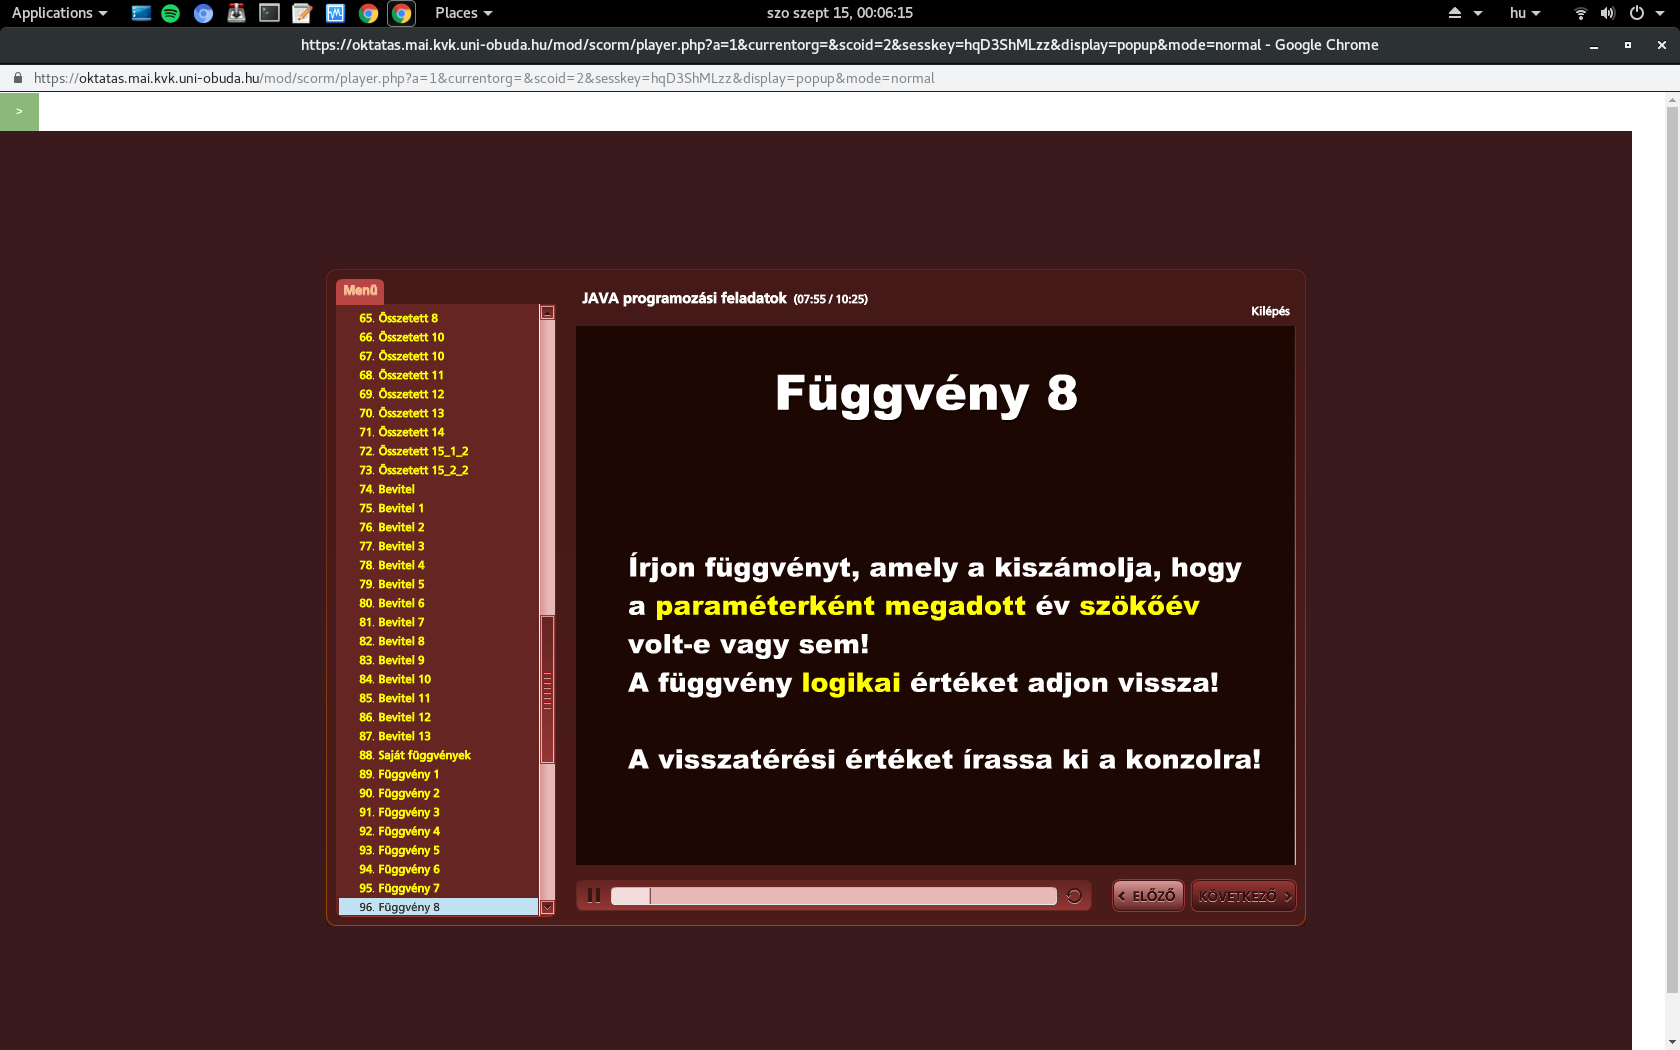 Applications
Places
szo szept 15, 00:06:15
hu
https://oktatas.mai.kvk.uni-obuda.hu/mod/scorm/player.php?a=1&currentorg=&scoid=2&sesskey=hqD3ShMLzz&display=popup&mode=normal - Google Chrome
https://oktatas.mai.kvk.uni-obuda.hu/mod/scorm/player.php?a=1&currentorg=&scoid=2&sesskey=hqD3ShMLzz&display=popup&mode=normal
>
Menü
65. Összetett 8
66. Összetett 10
67. Összetett 10
68. Összetett 11
69. Összetett 12
70. Összetett 13
71. Összetett 14
72. Összetett 15_1_2
73. Összetett 15_2_2
74. Bevitel
75. Bevitel 1
76. Bevitel 2
77. Bevitel 3
78. Bevitel 4
79. Bevitel 5
80. Bevitel 6
81. Bevitel 7
82. Bevitel 8
83. Bevitel 9
84. Bevitel 10
85. Bevitel 11
86. Bevitel 12
87. Bevitel 13
88. Saját függvények
89. Függvény 1
90. Függvény 2
91. Függvény 3
92. Függvény 4
93. Függvény 5
94. Függvény 6
95. Függvény 7
96. Függvény 8
JAVA programozási feladatok (07:55 / 10:25)
Kilépés
Függvény 8
Írjon függvényt, amely a kiszámolja, hogy
a paraméterként megadott év szökőév
volt-e vagy sem!
A függvény logikai értéket adjon vissza!
A visszatérési értéket írassa ki a konzolra!
< ELŐZŐ
KÖVETKEZŐ >